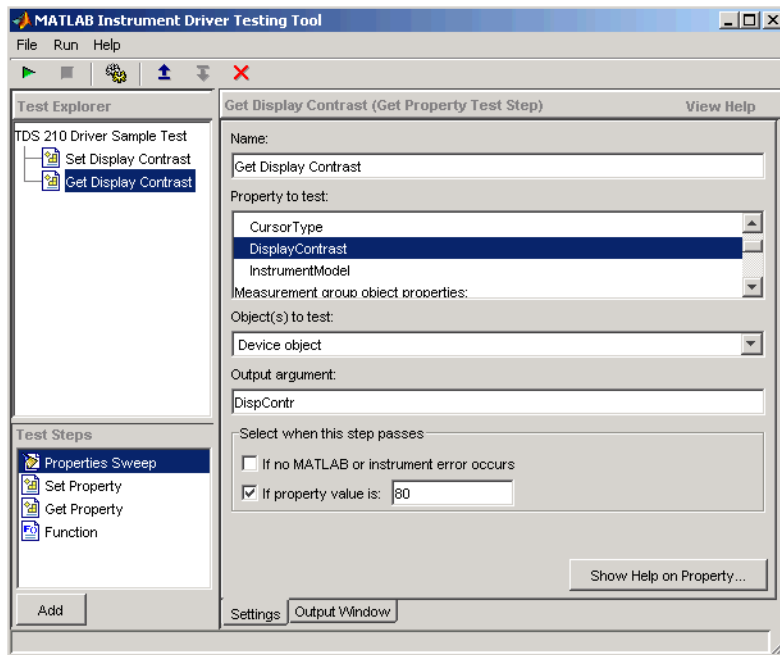 MATLAB Instrument Driver Testing Tool
File Run Help
Test Explorer
TDS 210 Driver Sample Test
Set Display Contrast
Get Display Contrast
Test Steps
Properties Sweep
Set Property
Get Property
Function
Add
Get Display Contrast (Get Property Test Step) View Help
Name:
Get Display Contrast
Property to test:
CursorType
DisplayContrast
InstrumentModel
Measurement group object properties:
Object(s) to test:
Device object
Output argument:
DispContr
Select when this step passes
If no MATLAB or instrument error occurs
If property value is: 80
Show Help on Property...
Settings Output Window